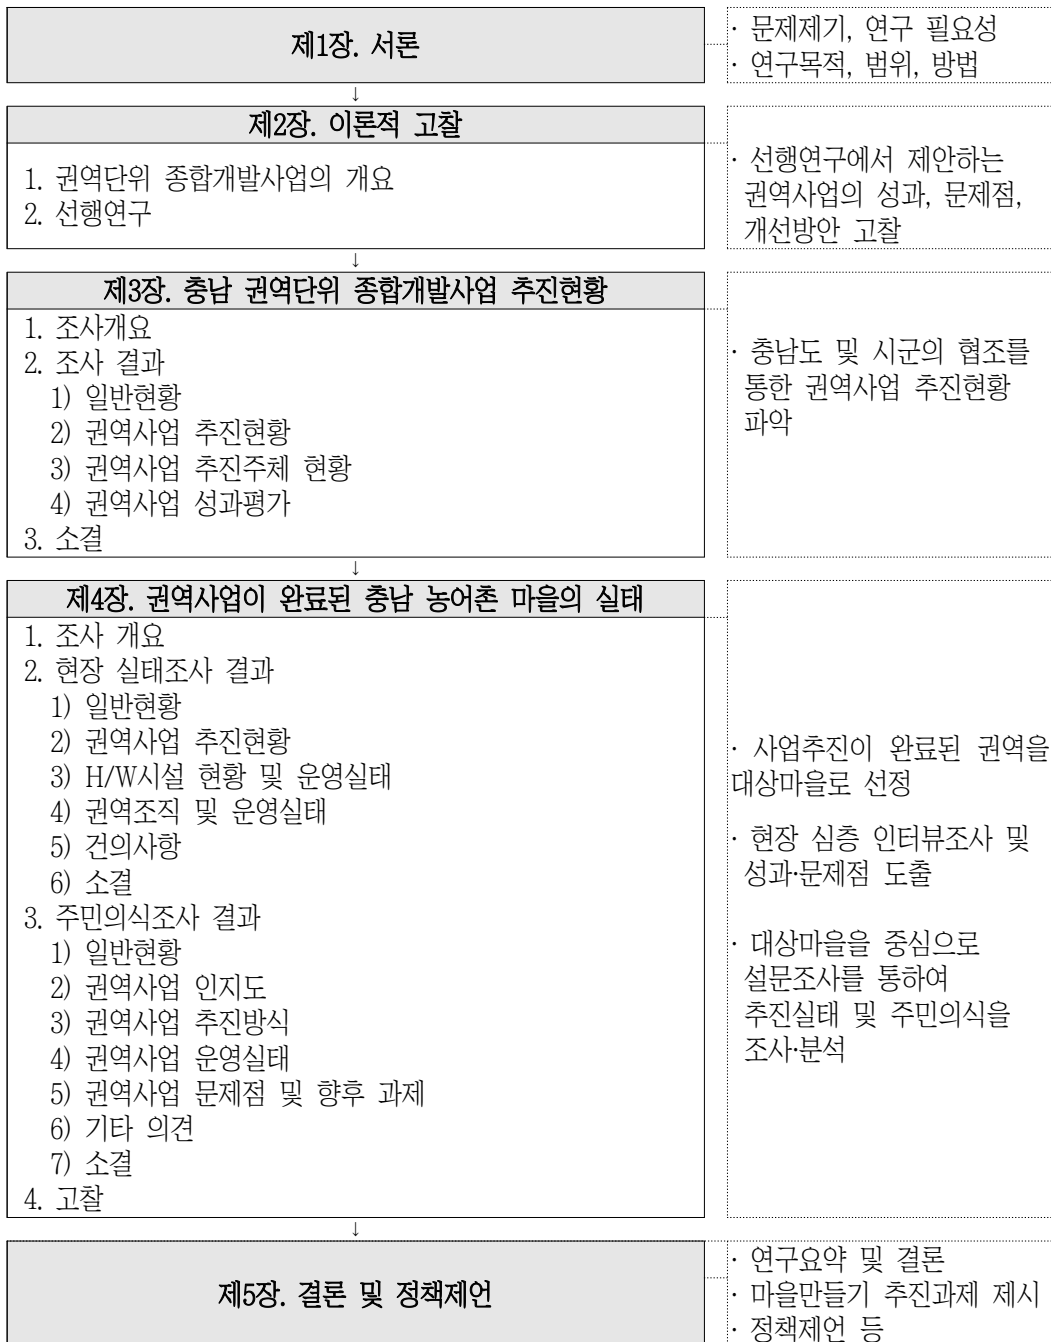 제1장. 서론
· 문제제기, 연구 필요성
· 연구목적, 범위, 방법
↓
제2장. 이론적 고찰
1. 권역단위 종합개발사업의 개요
2. 선행연구
· 선행연구에서 제안하는
권역사업의 성과, 문제점,
개선방안 고찰
↓
제3장. 충남 권역단위 종합개발사업 추진현황
1. 조사개요
2. 조사 결과
1) 일반현황
2) 권역사업 추진현황
3) 권역사업 추진주체 현황
4) 권역사업 성과평가
3. 소결
· 충남도 및 시군의 협조를
통한 권역사업 추진현황
파악
↓
제4장. 권역사업이 완료된 충남 농어촌 마을의 실태
1. 조사 개요
2. 현장 실태조사 결과
1) 일반현황
2) 권역사업 추진현황
3) H/W시설 현황 및 운영실태
4) 권역조직 및 운영실태
5) 건의사항
6) 소결
3. 주민의식조사 결과
1) 일반현황
2) 권역사업 인지도
3) 권역사업 추진방식
4) 권역사업 운영실태
5) 권역사업 문제점 및 향후 과제
6) 기타 의견
7) 소결
4. 고찰
· 사업추진이 완료된 권역을
대상마을로 선정
· 현장 심층 인터뷰조사 및
성과·문제점 도출
· 대상마을을 중심으로
설문조사를 통하여
추진실태 및 주민의식을
조사·분석
↓
제5장. 결론 및 정책제언
· 연구요약 및 결론
· 마을만들기 추진과제 제시
· 정책제언 등